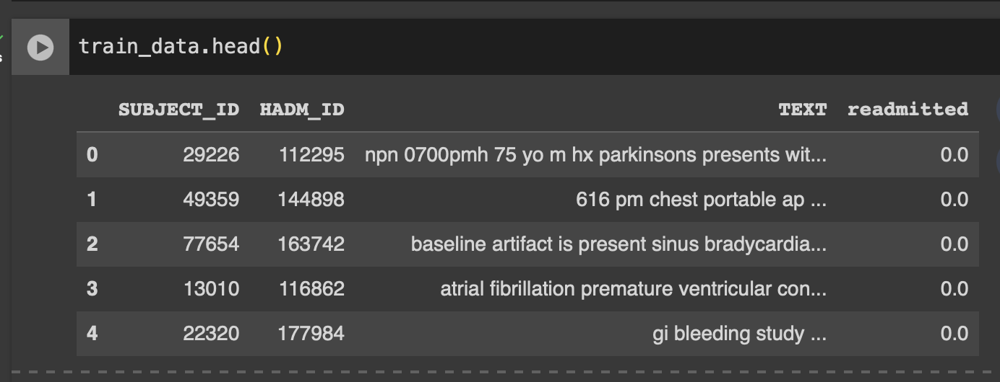 train_data.head()
SUBJECT_ID HADM_ID TEXT readmitted
0 29226 112295 npn 0700pmh 75 yo m hx parkinsons presents wit... 0.0
1 49359 144898 616 pm chest portable ap ... 0.0
2 77654 163742 baseline artifact is present sinus bradycardia... 0.0
3 13010 116862 atrial fibrillation premature ventricular con... 0.0
4 22320 177984 gi bleeding study ... 0.0